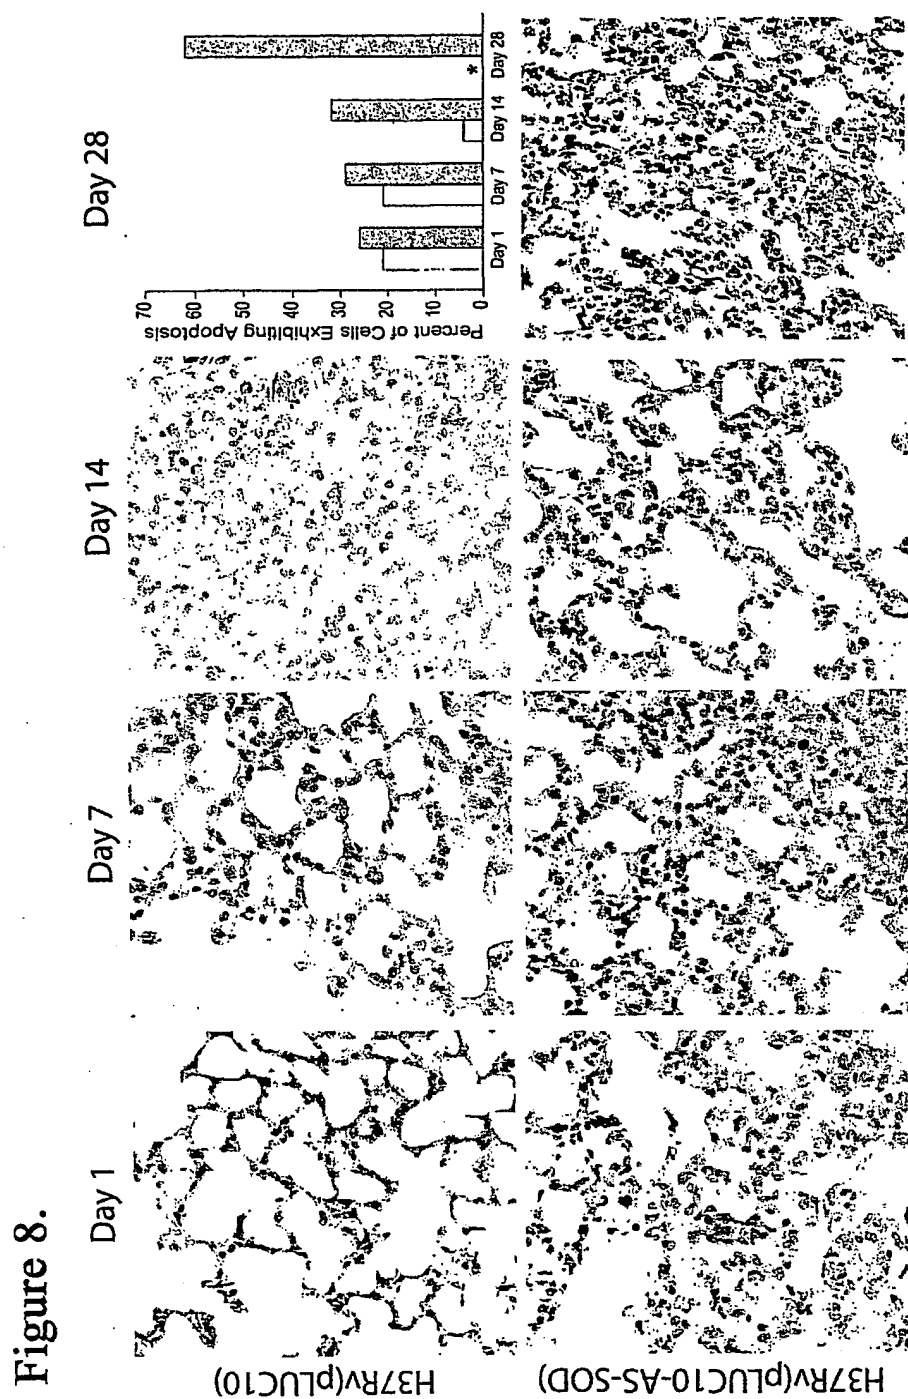 Figure 8.
Day 1
Day 7
Day 14
Day 28
H37Rv(pLUC10)
H37Rv(pLUC10-AS-SOD)
Percent of Cells Exhibiting Apoptosis
70
60
50
40
30
20
10
0
*
Day 1
Day 7
Day 14
Day 28